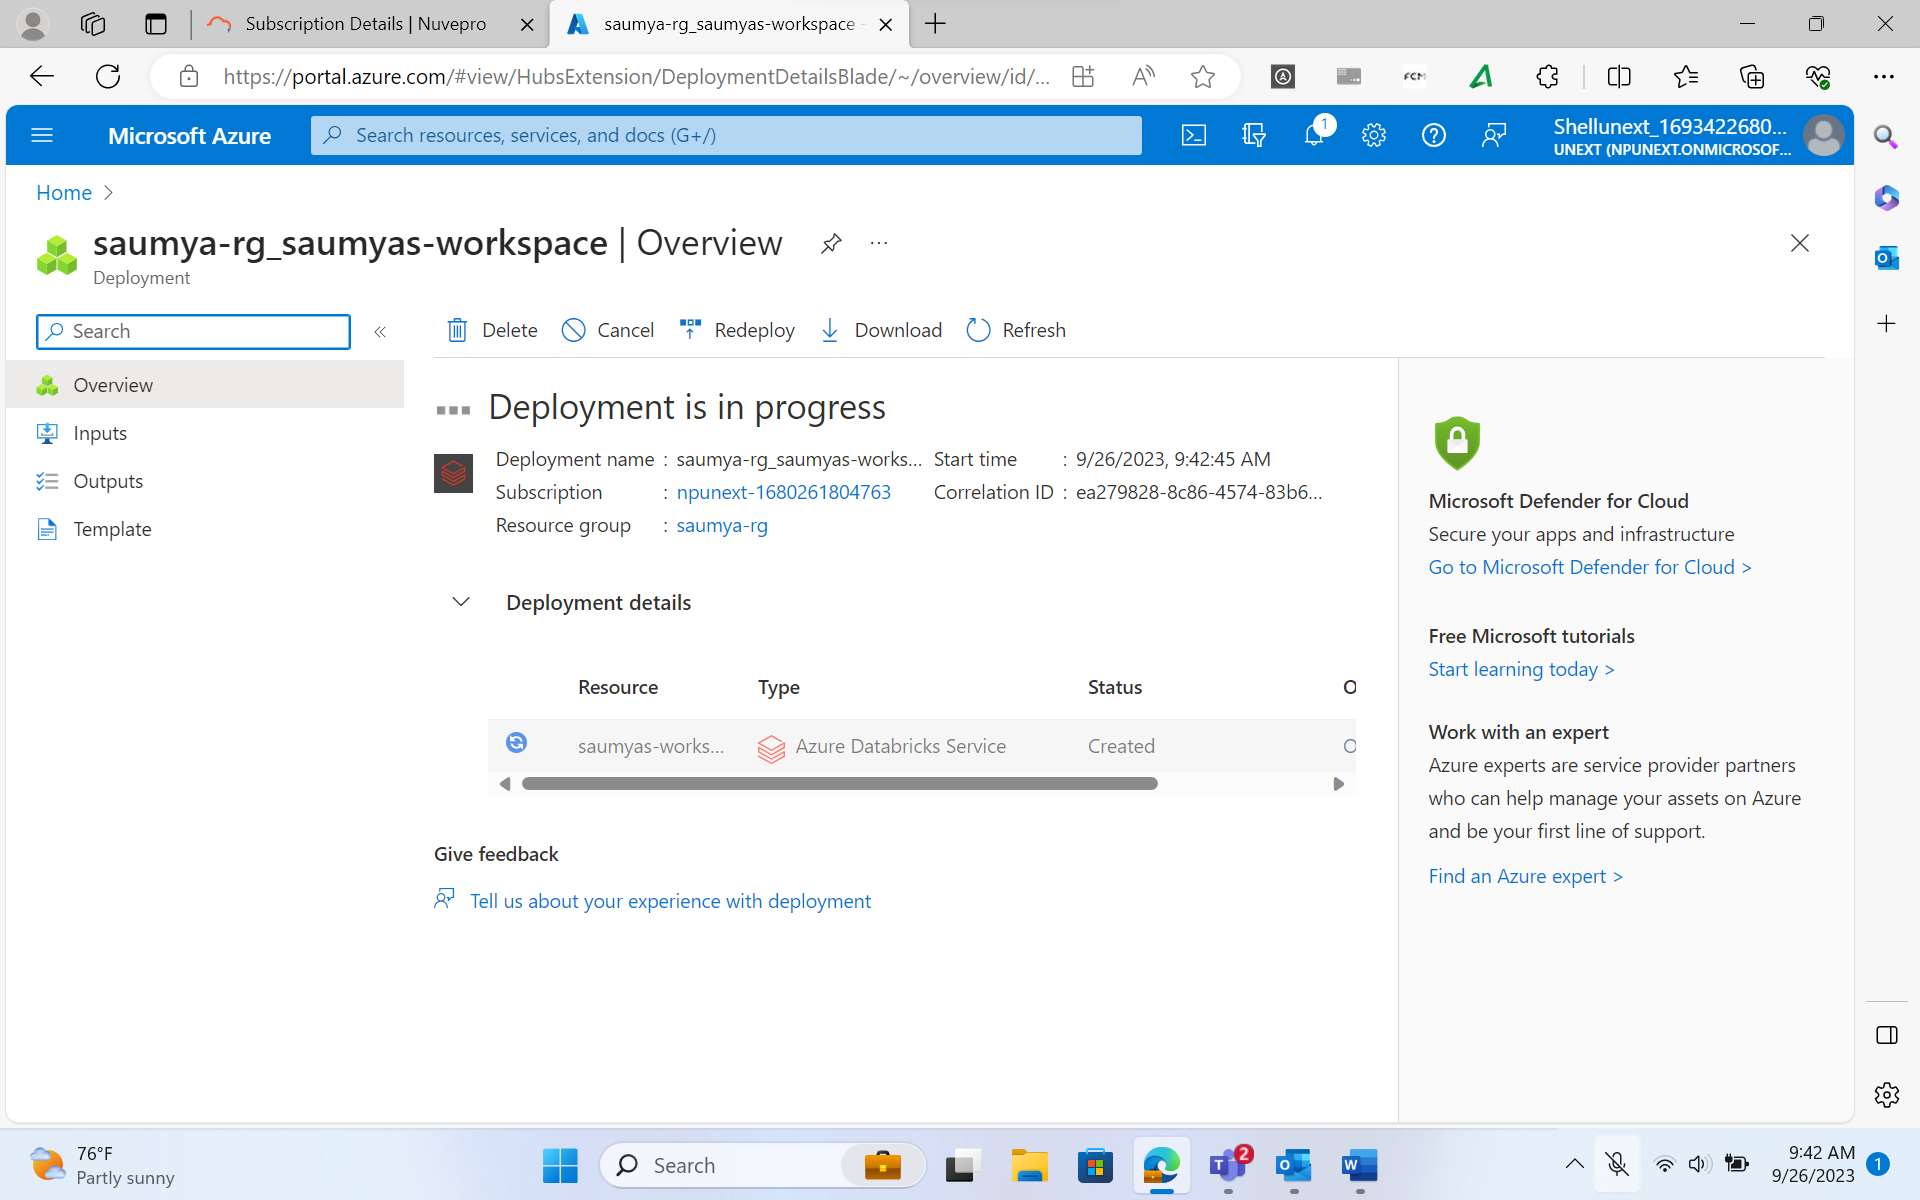 Subscription Details | Nuvepro
saumya-rg_saumyas-workspace -
https://portal.azure.com/#view/HubsExtension/DeploymentDetailsBlade/~/overview/id/...
FCM
Microsoft Azure
Search resources, services, and docs (G+/)
1
Shellunext_1693422680...
UNEXT (NPUNEXT.ONMICROSOF...
Home
saumya-rg_saumyas-workspace | Overview
Deployment
Search
Delete
Cancel
Redeploy
Download
Refresh
Overview
Inputs
Outputs
Template
Deployment is in progress
Deployment name : saumya-rg_saumyas-works...
Subscription : npunext-1680261804763
Resource group : saumya-rg
Start time : 9/26/2023, 9:42:45 AM
Correlation ID : ea279828-8c86-4574-83b6...
Deployment details
Resource Type Status O
saumyas-works... Azure Databricks Service Created O
Give feedback
Tell us about your experience with deployment
Microsoft Defender for Cloud
Secure your apps and infrastructure
Go to Microsoft Defender for Cloud >
Free Microsoft tutorials
Start learning today >
Work with an expert
Azure experts are service provider partners
who can help manage your assets on Azure
and be your first line of support.
Find an Azure expert >
76°F
Partly sunny
Search
2
9:42 AM
9/26/2023
1